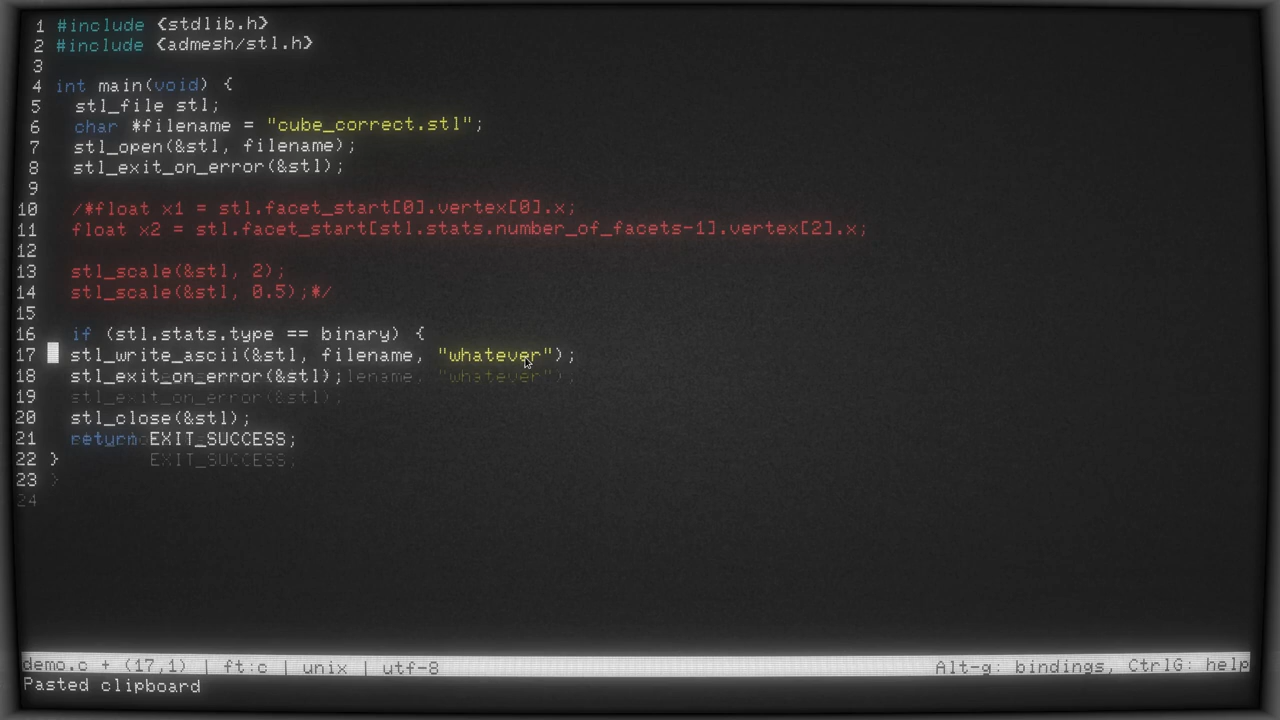 1 #include <stdlib.h>
2 #include <admesh/stl.h>
3
4 int main(void) {
5   stl_file stl;
6   char *filename = "cube_correct.stl";
7   stl_open(&stl, filename);
8   stl_exit_on_error(&stl);
9
10   /*float x1 = stl.facet_start[0].vertex[0].x;
11   float x2 = stl.facet_start[stl.stats.number_of_facets-1].vertex[2].x;
12
13   stl_scale(&stl, 2);
14   stl_scale(&stl, 0.5);*/
15
16   if (stl.stats.type == binary) {
17   stl_write_ascii(&stl, filename, "whatever");
18   stl_exit_on_error(&stl);lename, "whatever");
19   stl_exit_on_error(&stl);
20   stl_close(&stl);
21   return EXIT_SUCCESS;
22 }         EXIT_SUCCESS;
23 }
24
demo.c + (17,1) | ft:c | unix | utf-8 Alt-g: bindings, CtrlG: help
Pasted clipboard